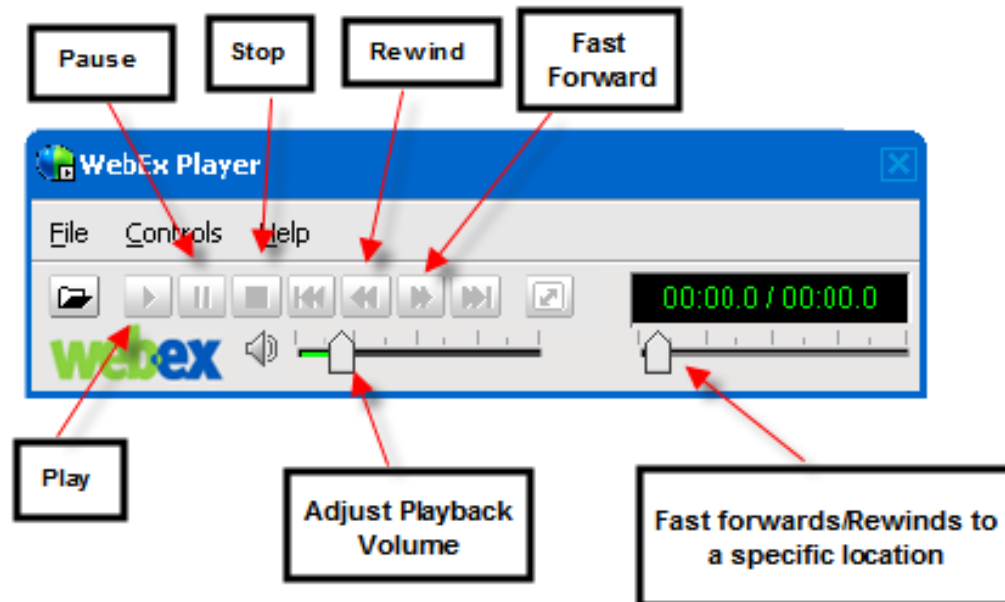 Pause
Stop
Rewind
Fast
Forward
WebEx Player
File Controls Help
00:00.0 / 00:00.0
webex
Play
Adjust Playback
Volume
Fast forwards/Rewinds to
a specific location